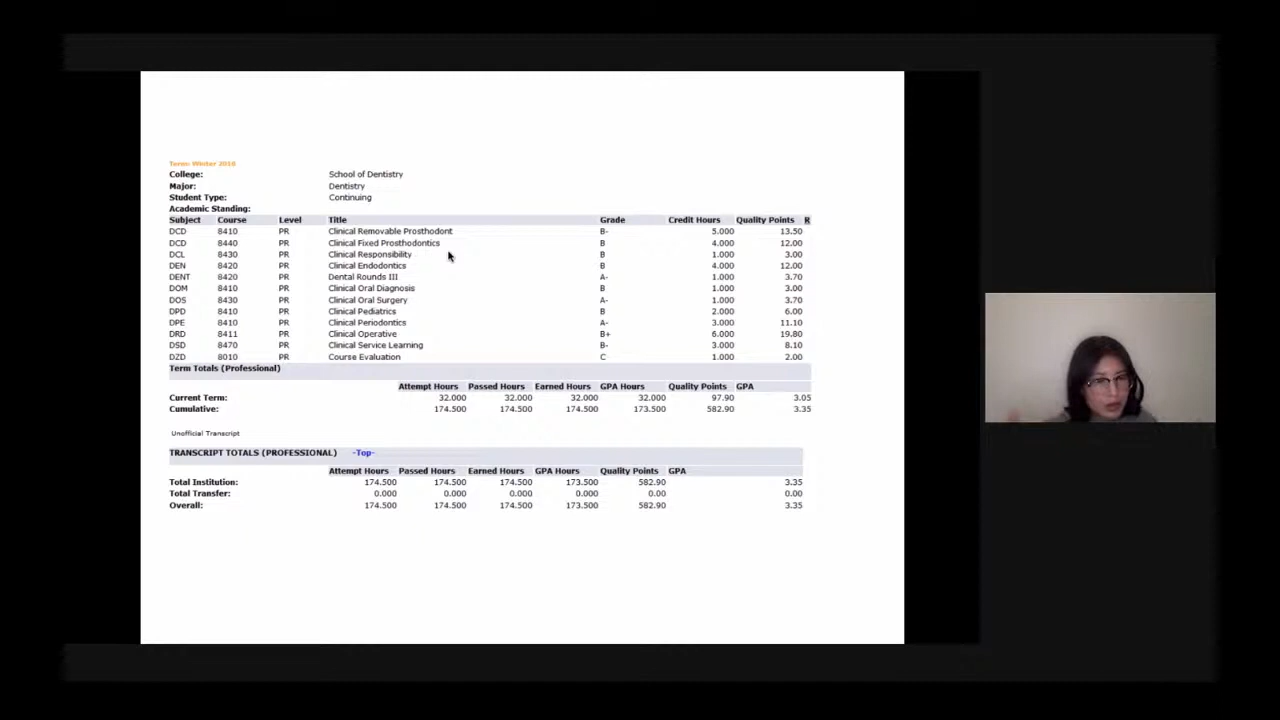 Term: Winter 2016
College: School of Dentistry
Major: Dentistry
Student Type: Continuing
Academic Standing:
Subject Course Level Title Grade Credit Hours Quality Points R
DCD 8410 PR Clinical Removable Prosthodont B- 5.000 13.50
DCD 8440 PR Clinical Fixed Prosthodontics B 4.000 12.00
DCL 8430 PR Clinical Responsibility B 1.000 3.00
DEN 8420 PR Clinical Endodontics B 4.000 12.00
DENT 8420 PR Dental Rounds III A- 1.000 3.70
DOM 8410 PR Clinical Oral Diagnosis B 1.000 3.00
DOS 8430 PR Clinical Oral Surgery A- 1.000 3.70
DPD 8410 PR Clinical Pediatrics B 2.000 6.00
DPE 8410 PR Clinical Periodontics A- 3.000 11.10
DRD 8411 PR Clinical Operative B+ 6.000 19.80
DSD 8470 PR Clinical Service Learning B- 3.000 8.10
DZD 8010 PR Course Evaluation C 1.000 2.00
Term Totals (Professional)
Attempt Hours Passed Hours Earned Hours GPA Hours Quality Points GPA
Current Term: 32.000 32.000 32.000 32.000 97.90 3.05
Cumulative: 174.500 174.500 174.500 173.500 582.90 3.35
Unofficial Transcript
TRANSCRIPT TOTALS (PROFESSIONAL) -Top-
Attempt Hours Passed Hours Earned Hours GPA Hours Quality Points GPA
Total Institution: 174.500 174.500 174.500 173.500 582.90 3.35
Total Transfer: 0.000 0.000 0.000 0.000 0.00 0.00
Overall: 174.500 174.500 174.500 173.500 582.90 3.35